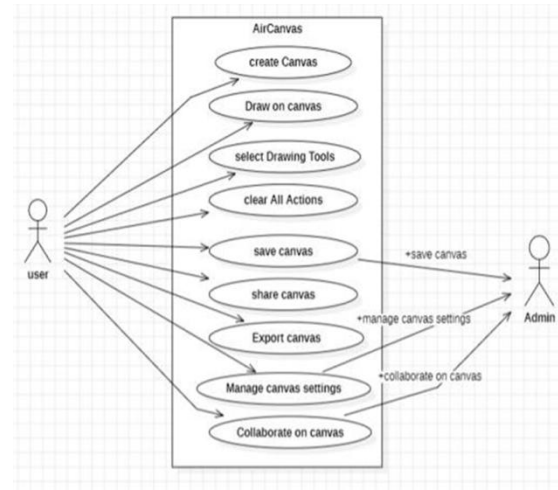 AirCanvas
create Canvas
Draw on canvas
select Drawing Tools
clear All Actions
save canvas
+save canvas
user
share canvas
Admin
+manage canvas settings
Export canvas
+collaborate on canvas
Manage canvas settings
Collaborate on canvas